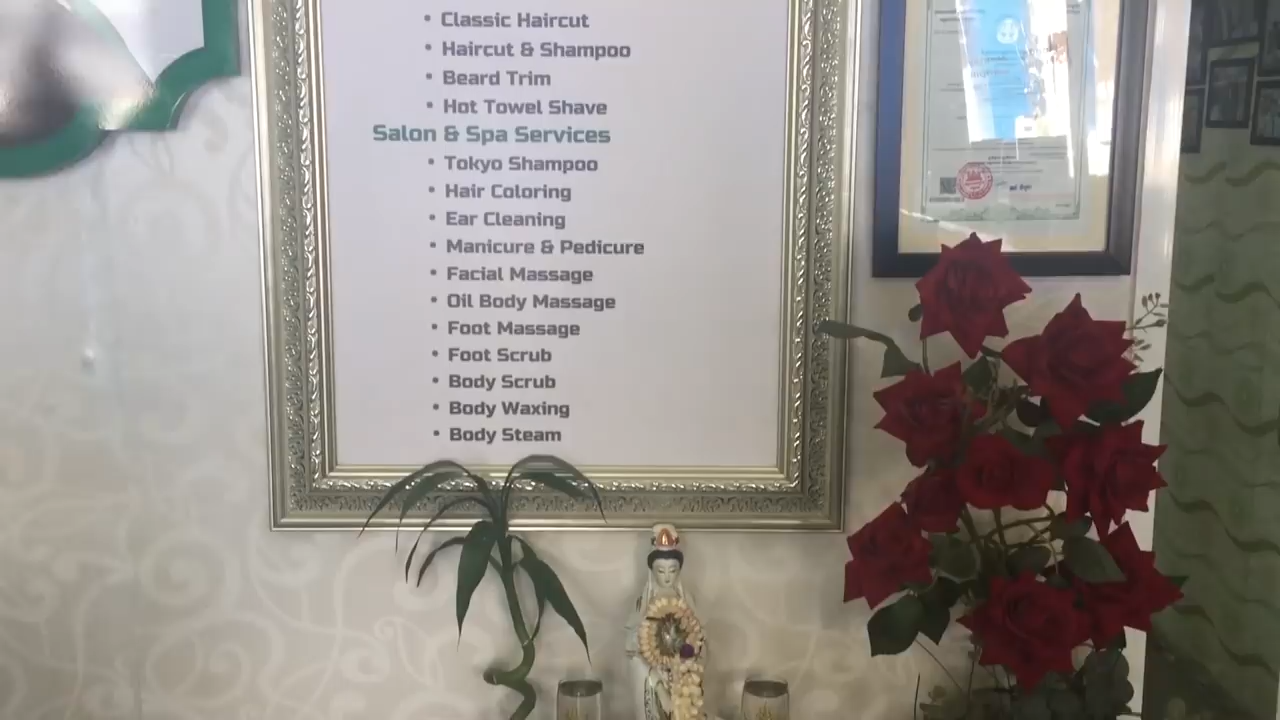 • Classic Haircut
• Haircut & Shampoo
• Beard Trim
• Hot Towel Shave
Salon & Spa Services
• Tokyo Shampoo
• Hair Coloring
• Ear Cleaning
• Manicure & Pedicure
• Facial Massage
• Oil Body Massage
• Foot Massage
• Foot Scrub
• Body Scrub
• Body Waxing
• Body Steam